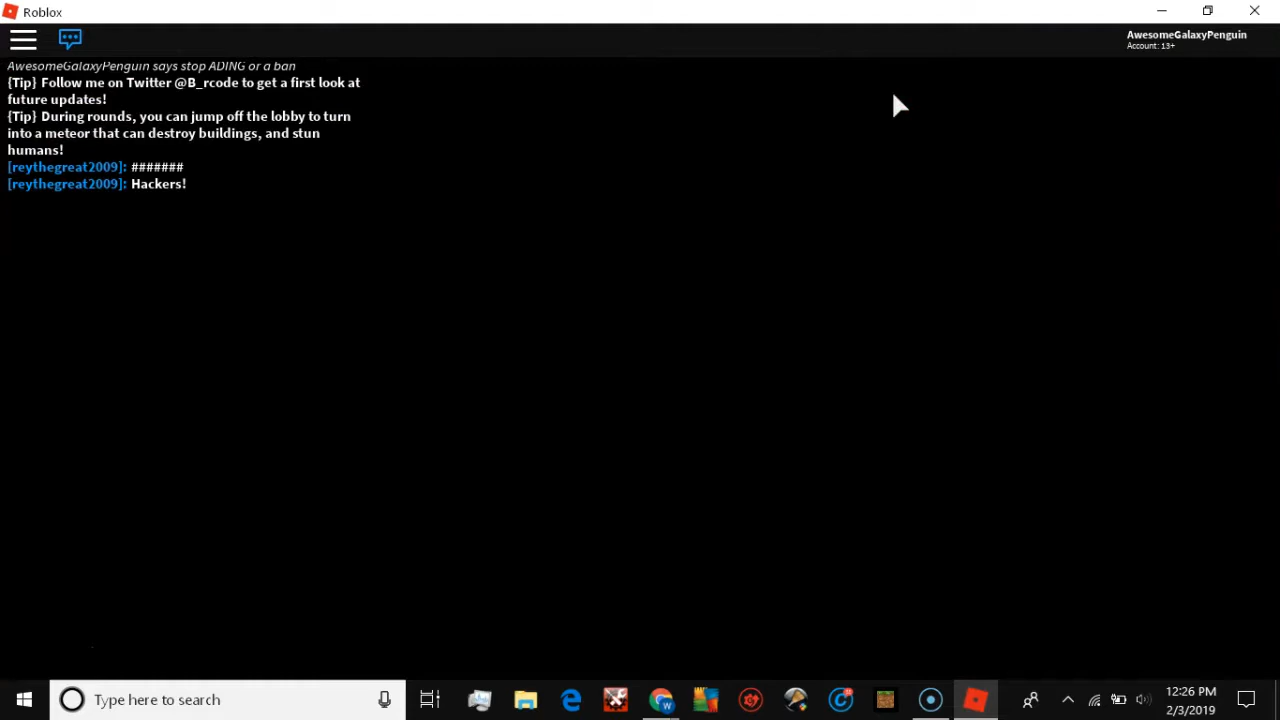 Roblox
AwesomeGalaxyPenguin
Account: 13+
AwesomeGalaxyPenguin says stop ADING or a ban
{Tip} Follow me on Twitter @B_rcode to get a first look at
future updates!
{Tip} During rounds, you can jump off the lobby to turn
into a meteor that can destroy buildings, and stun
humans!
[reythegreat2009]: #######
[reythegreat2009]: Hackers!
Type here to search
12:26 PM
2/3/2019